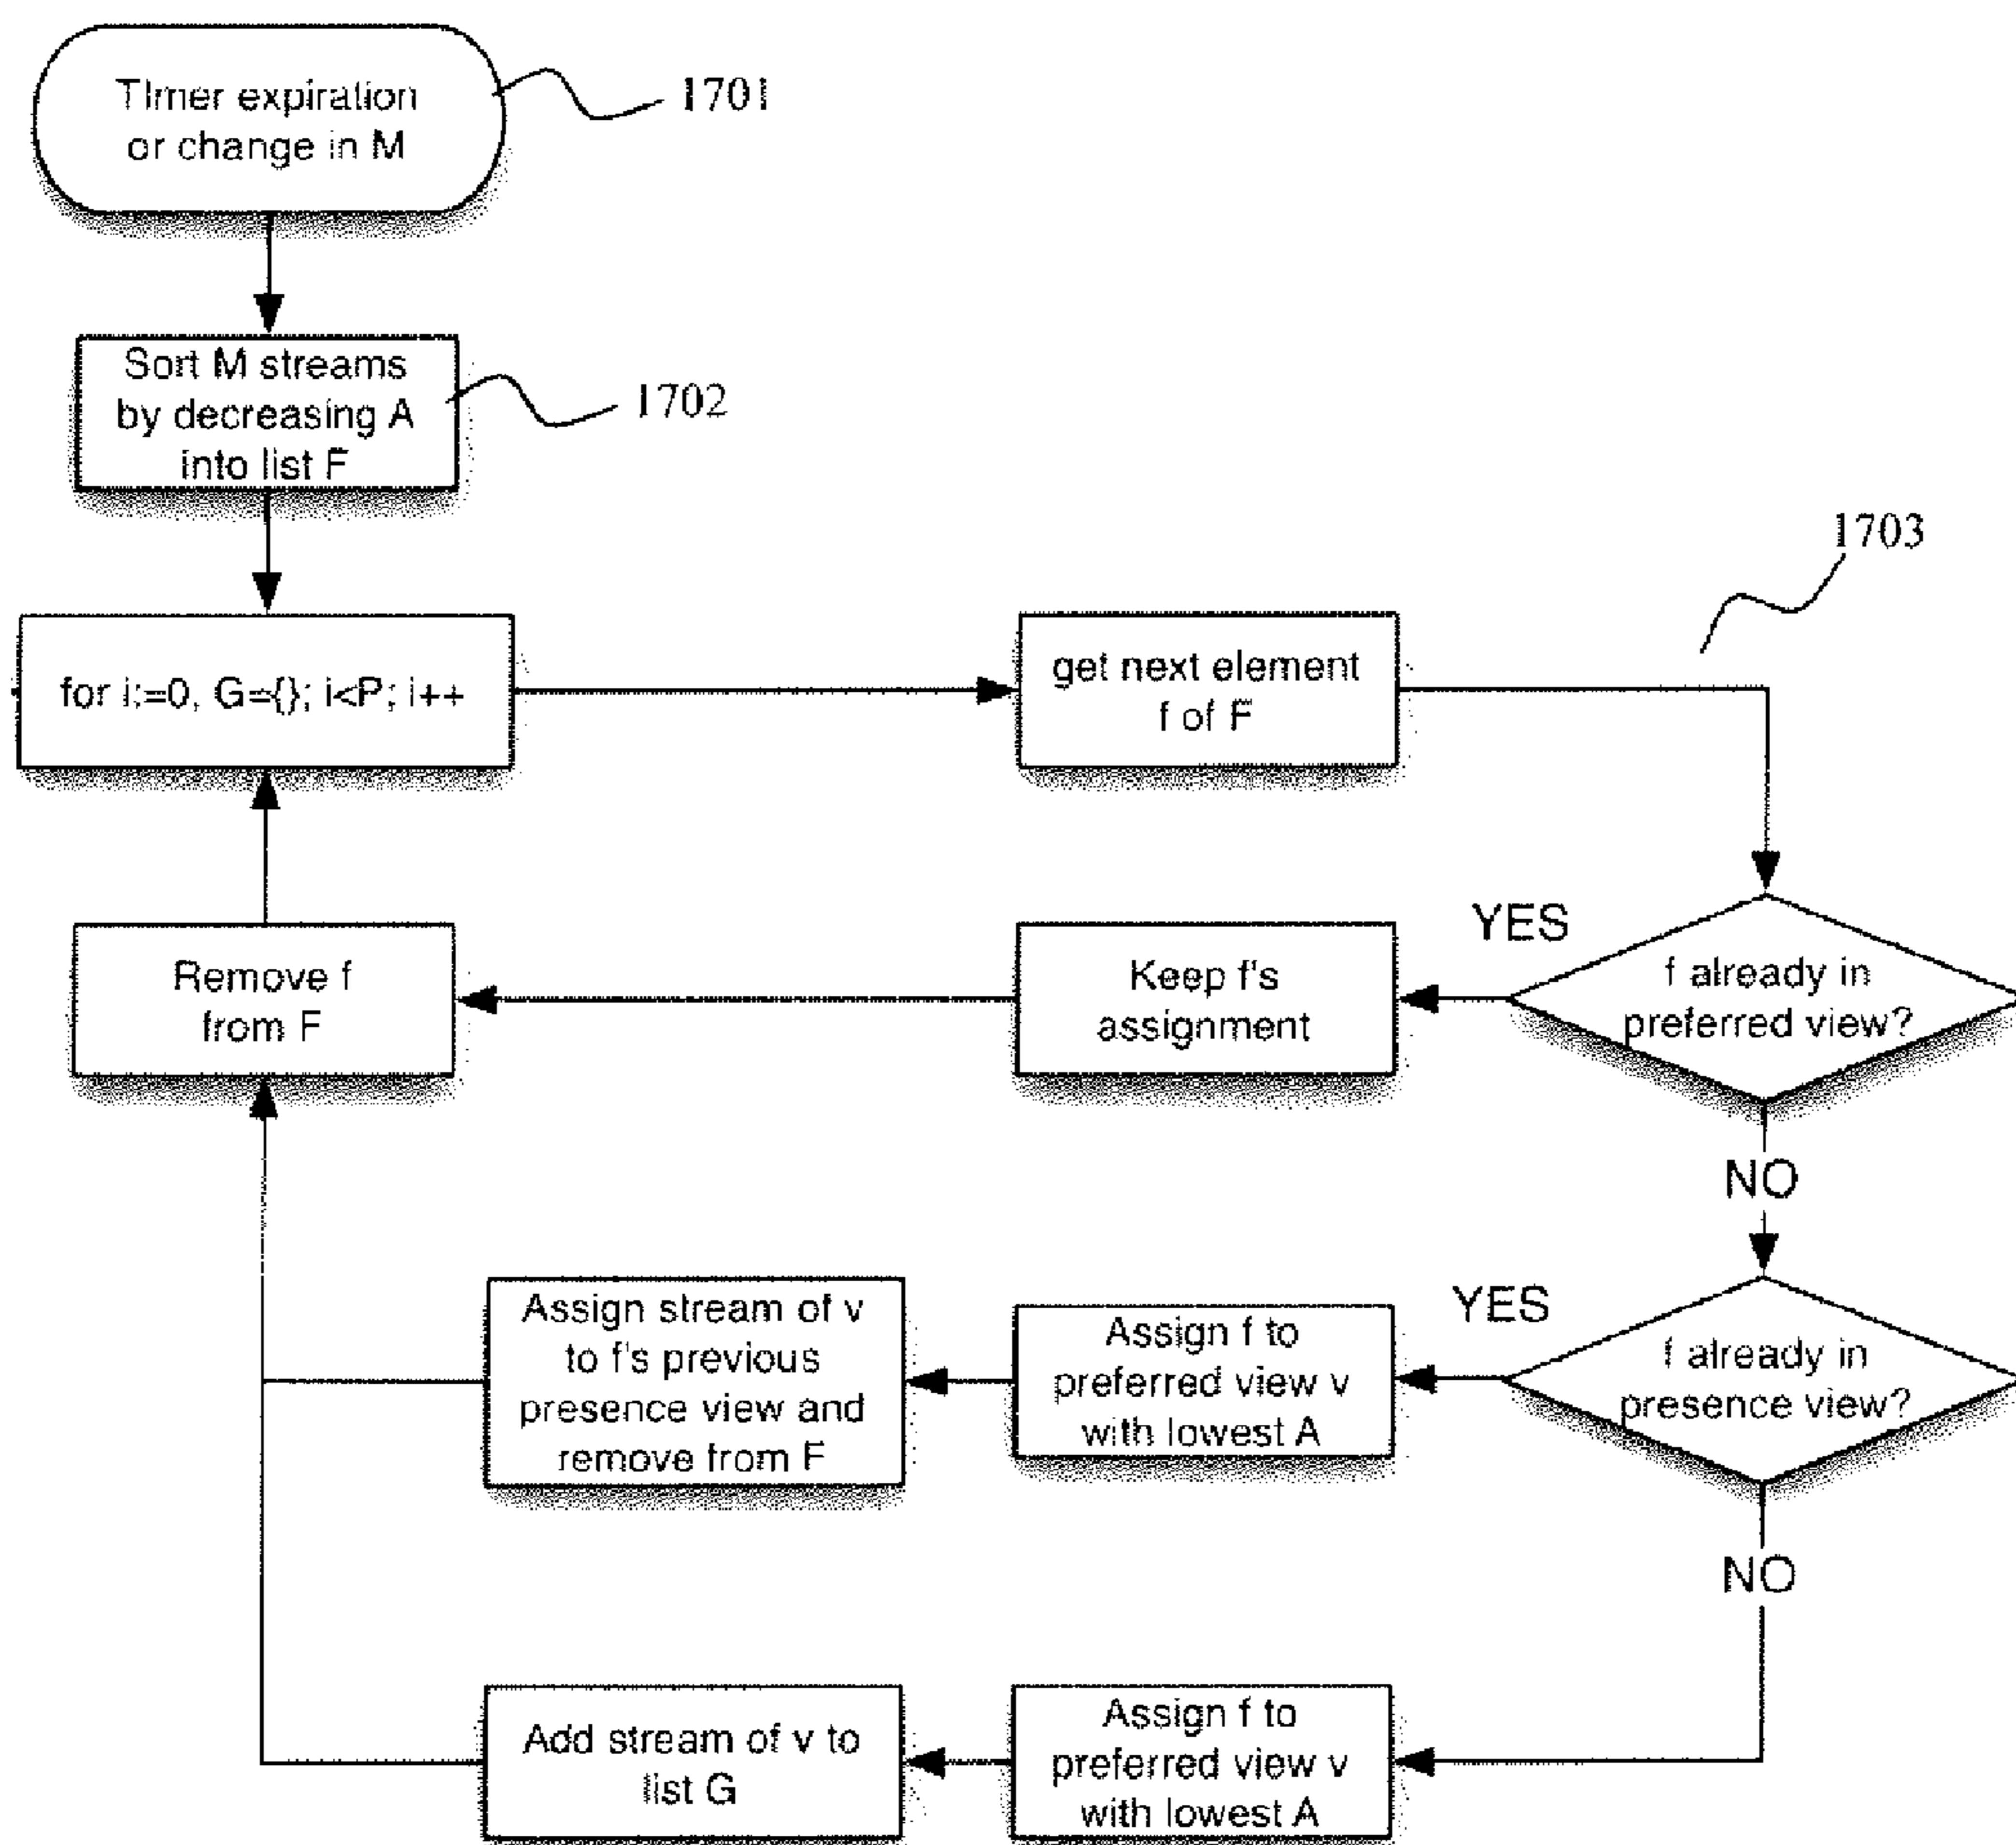 TImer expiration
or change in M
1701
Sort M streams
by decreasing A
into list F
1702
1703
for i:=0, G={}; i<P; i++
get next element
f of F
YES
f already in
preferred view?
Keep f's
assignment
Remove f
from F
NO
YES
f already in
presence view?
Assign f to
preferred view v
with lowest A
Assign stream of v
to f's previous
presence view and
remove from F
NO
Assign f to
preferred view v
with lowest A
Add stream of v to
list G